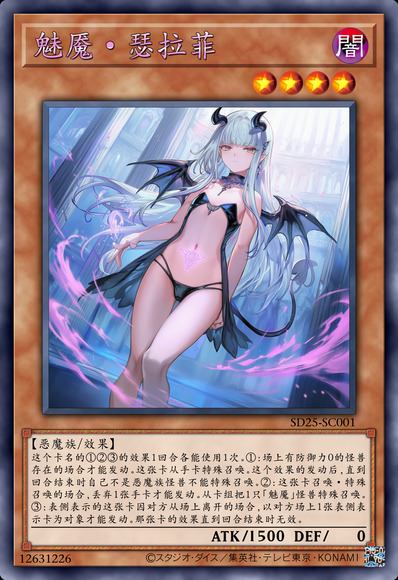 魅魇·瑟拉菲
闇
SD25-SC001
【恶魔族/效果】
这个卡名的①②③的效果1回合各能使用1次。①:场上有防御力0的怪兽
存在的场合才能发动。这张卡从手卡特殊召唤。这个效果的发动后,直到
回合结束时自己不是恶魔族怪兽不能特殊召唤。②:这张卡召唤·特殊
召唤的场合,丢弃1张手卡才能发动。从卡组把1只「魅魇」怪兽特殊召唤。
③:表侧表示的这张卡因对方从场上离开的场合,以对方场上1张表侧表
示卡为对象才能发动。那张卡的效果直到回合结束时无效。
ATK/1500 DEF/ 0
12631226 ©スタジオ・ダイス/集英社・テレビ東京・KONAMI